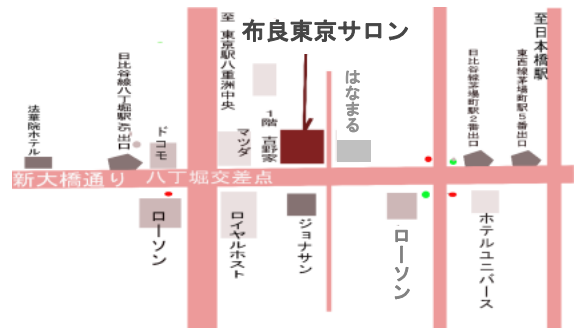 布良東京サロン
至 東京駅八重洲中央
至日本橋駅
日比谷線八丁堀駅A5出口
法華院ホテル
ドコモ
マツダ
1階 吉野家
はなまる
日比谷線茅場町駅2番出口
東西線茅場町駅5番出口
新大橋通り 八丁堀交差点
ローソン
ロイヤルホスト
ジョナサン
ローソン
ホテルユニバース